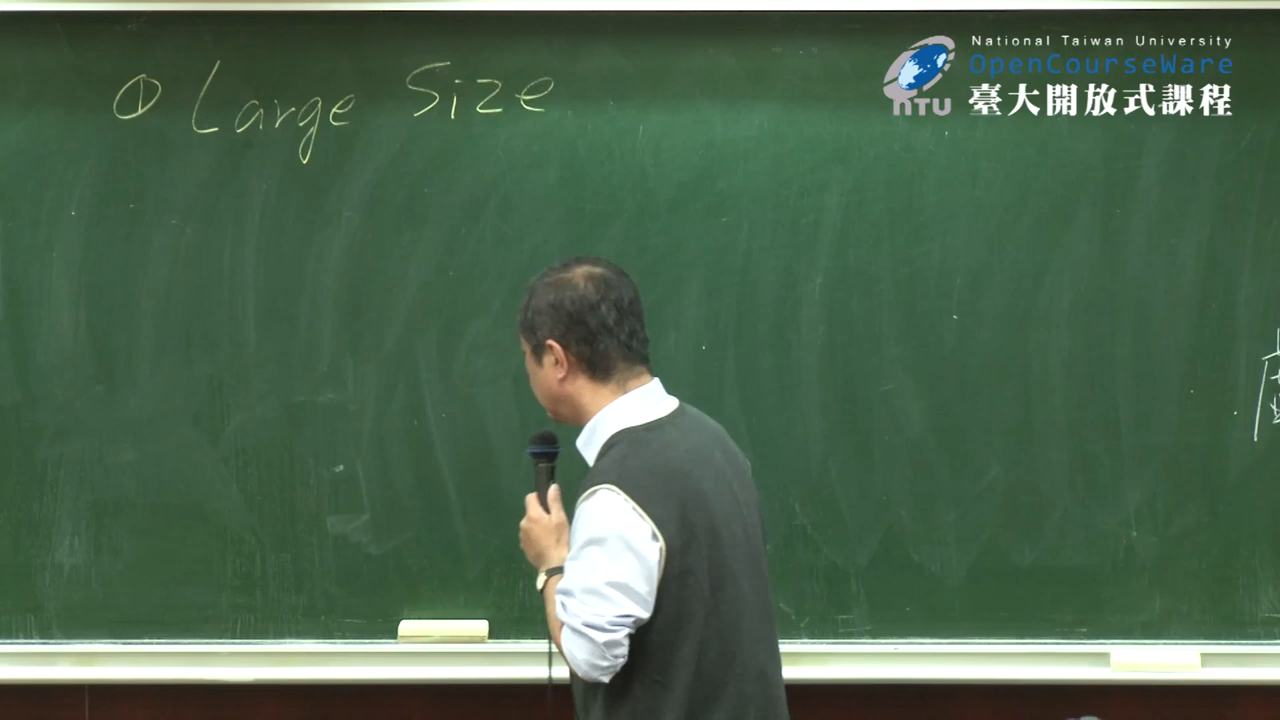 ① Large Size
National Taiwan University
OpenCourseWare
臺大開放式課程
NTU